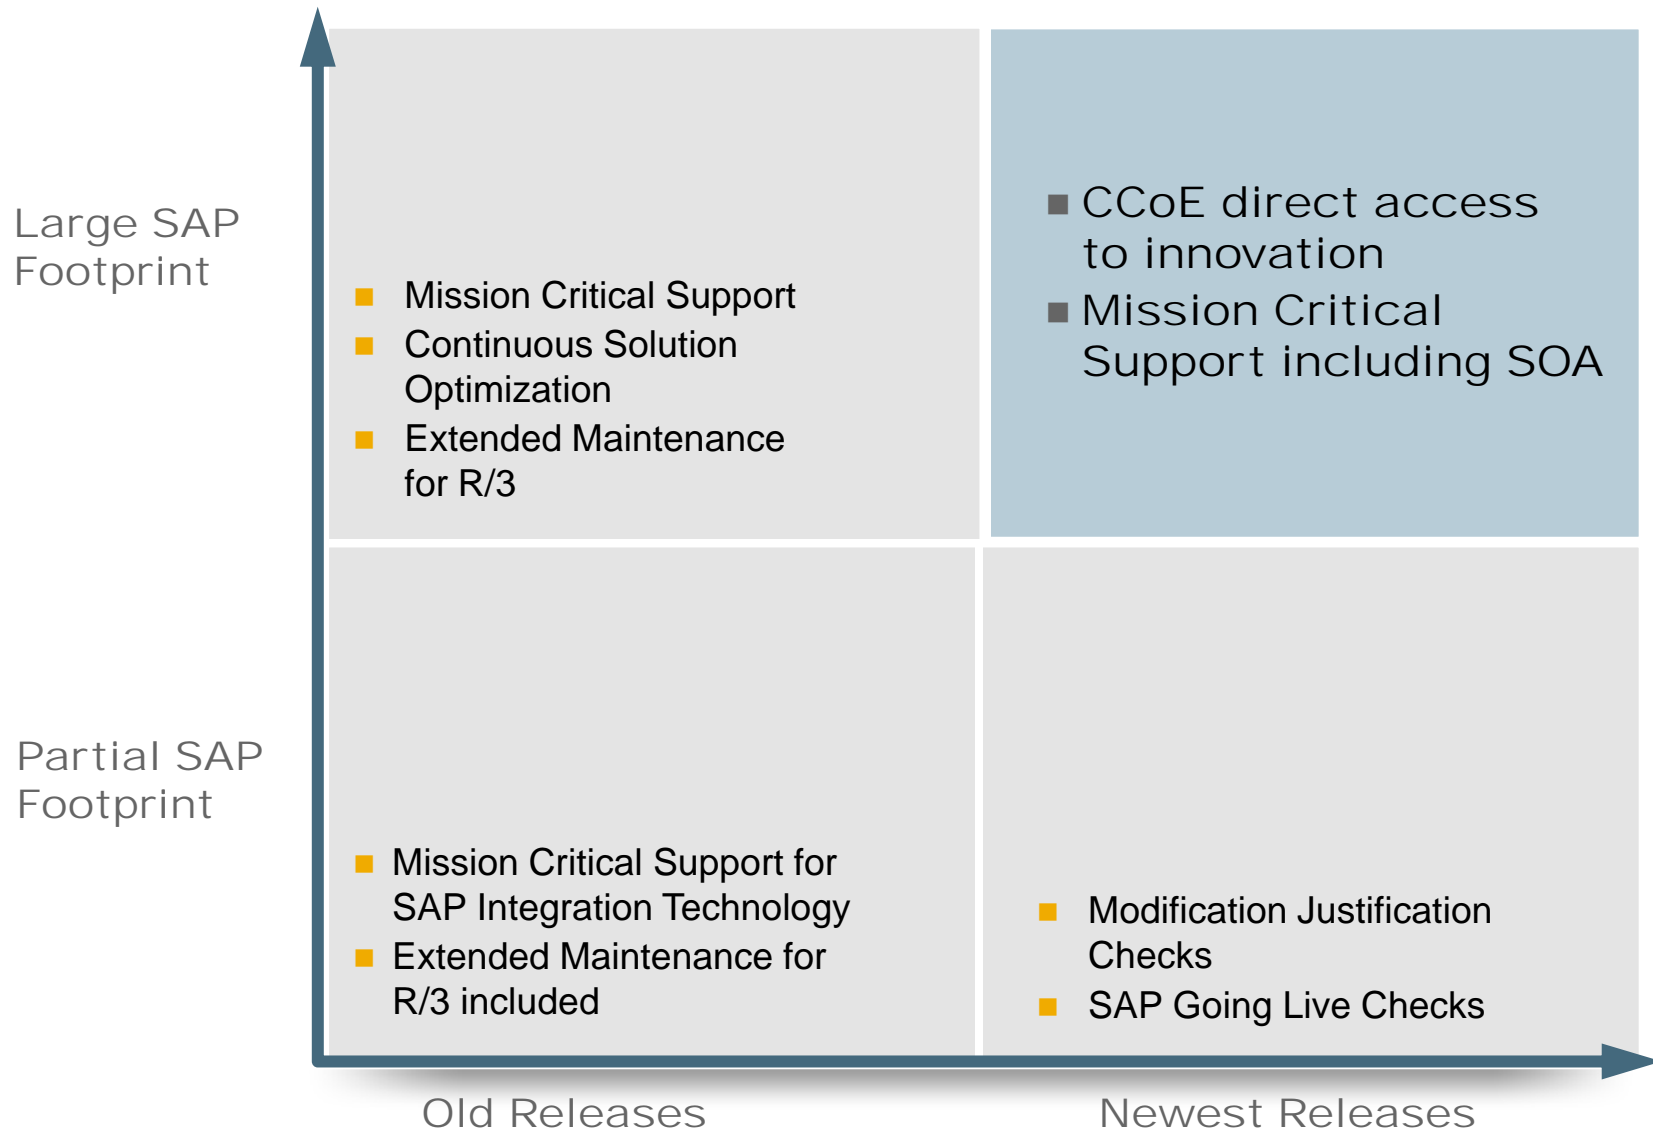 Large SAP
Footprint
Mission Critical Support
Continuous Solution
Optimization
Extended Maintenance
for R/3
CCoE direct access
to innovation
Mission Critical
Support including SOA
Partial SAP
Footprint
Mission Critical Support for
SAP Integration Technology
Extended Maintenance for
R/3 included
Modification Justification
Checks
SAP Going Live Checks
Old Releases
Newest Releases